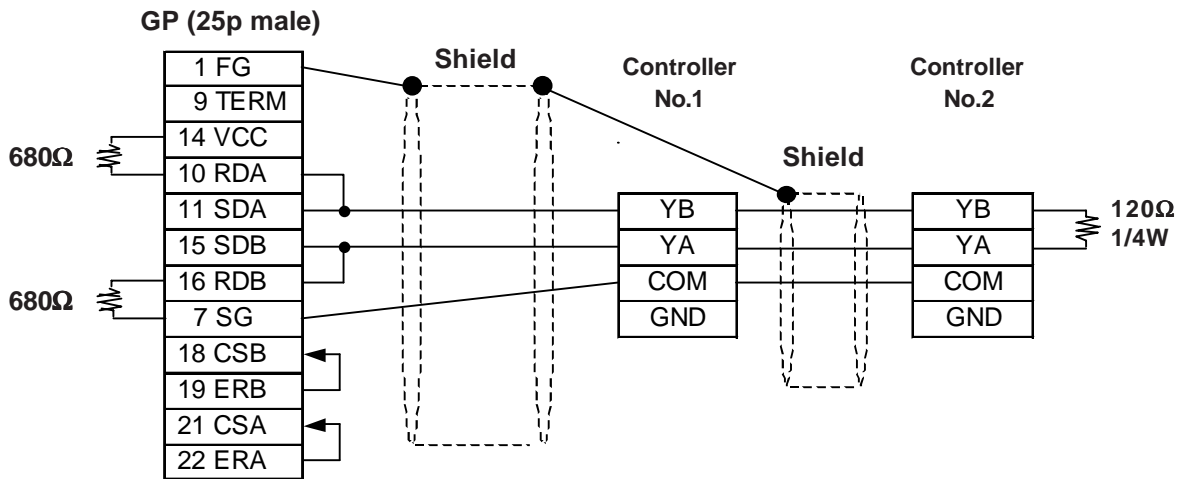 GP (25p male)
Shield
Controller
No.1
Controller
No.2
1 FG
9 TERM
14 VCC
680Ω
10 RDA
Shield
11 SDA
YB
YB
120Ω
1/4W
15 SDB
YA
YA
16 RDB
COM
COM
680Ω
7 SG
GND
GND
18 CSB
19 ERB
21 CSA
22 ERA